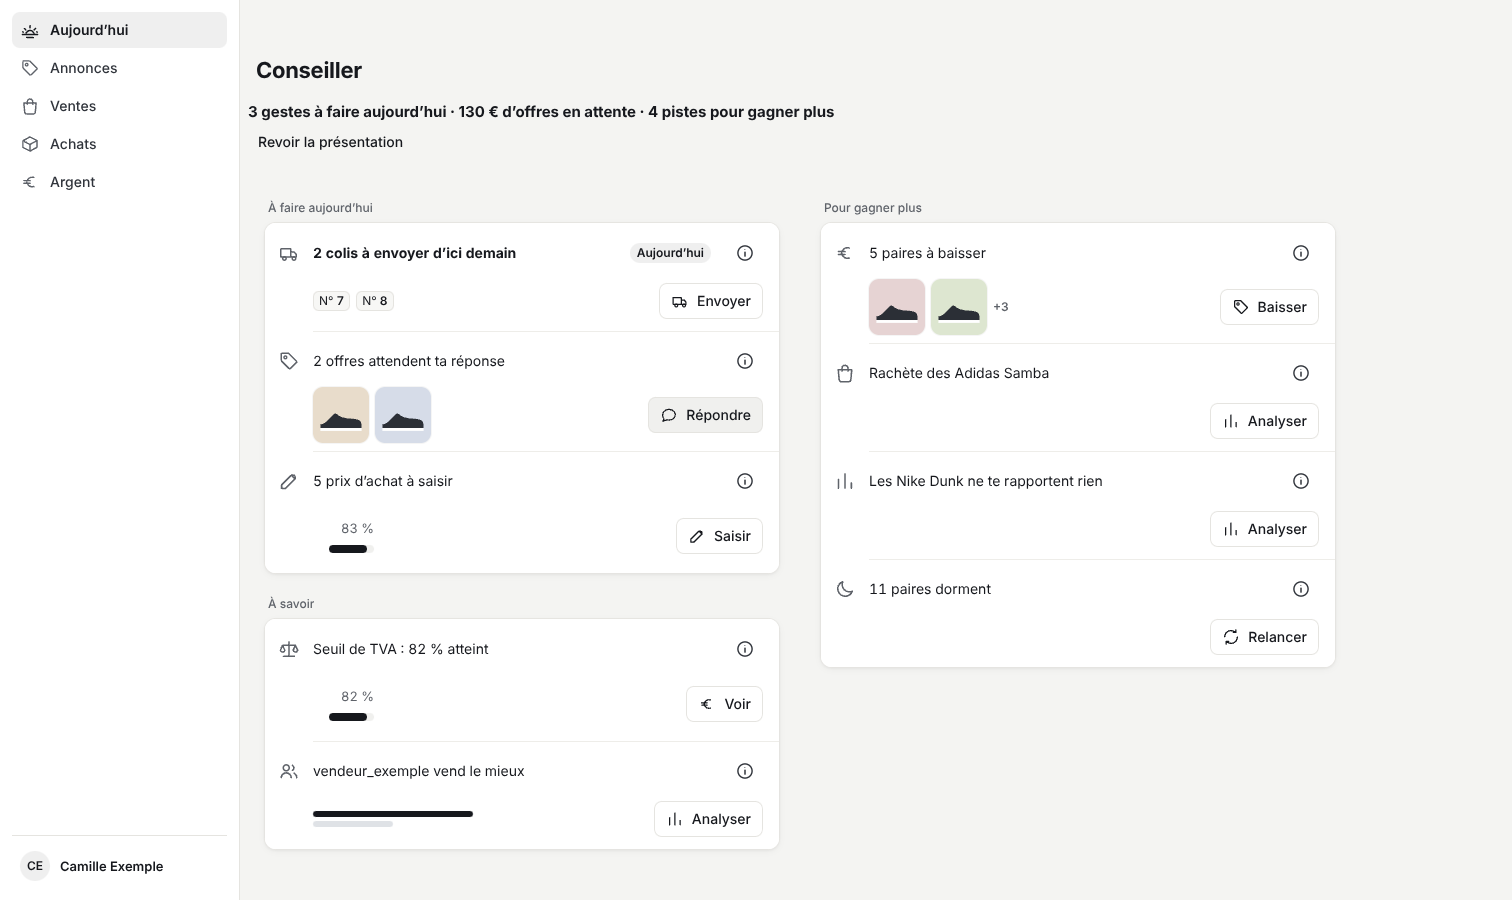 Aujourd’hui
Annonces
Ventes
Achats
Argent
CE
Camille Exemple
Conseiller
3 gestes à faire aujourd’hui · 130 € d’offres en attente · 4 pistes pour gagner plus
Revoir la présentation
À faire aujourd’hui
2 colis à envoyer d’ici demain
Aujourd’hui
N° 7
N° 8
Envoyer
2 offres attendent ta réponse
Répondre
5 prix d’achat à saisir
83 %
Saisir
À savoir
Seuil de TVA : 82 % atteint
82 %
Voir
vendeur_exemple vend le mieux
Analyser
Pour gagner plus
5 paires à baisser
+3
Baisser
Rachète des Adidas Samba
Analyser
Les Nike Dunk ne te rapportent rien
Analyser
11 paires dorment
Relancer